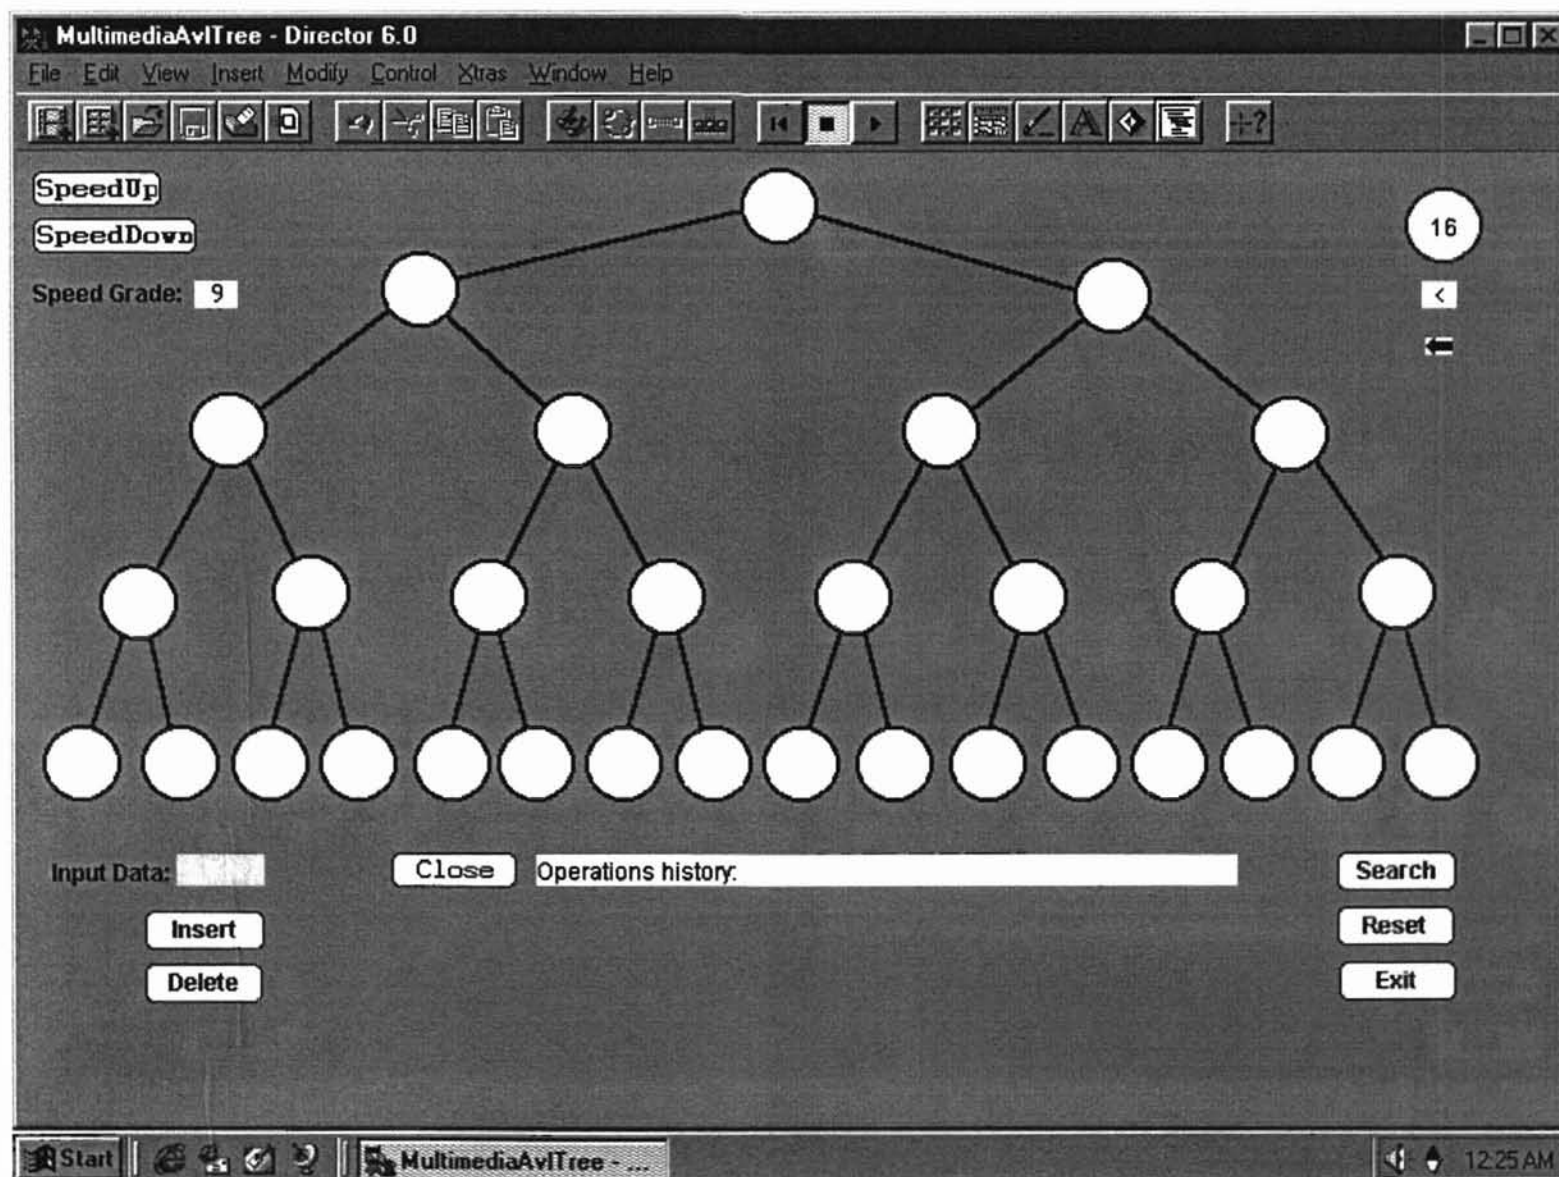 MultimediaAvlTree - Director 6.0
File Edit View Insert Modify Control Xtras Window Help
SpeedUp
SpeedDown
Speed Grade: 9
16
<
Input Data:
Close
Operations history:
Search
Insert
Reset
Delete
Exit
Start
MultimediaAvlTree - ...
12:25 AM